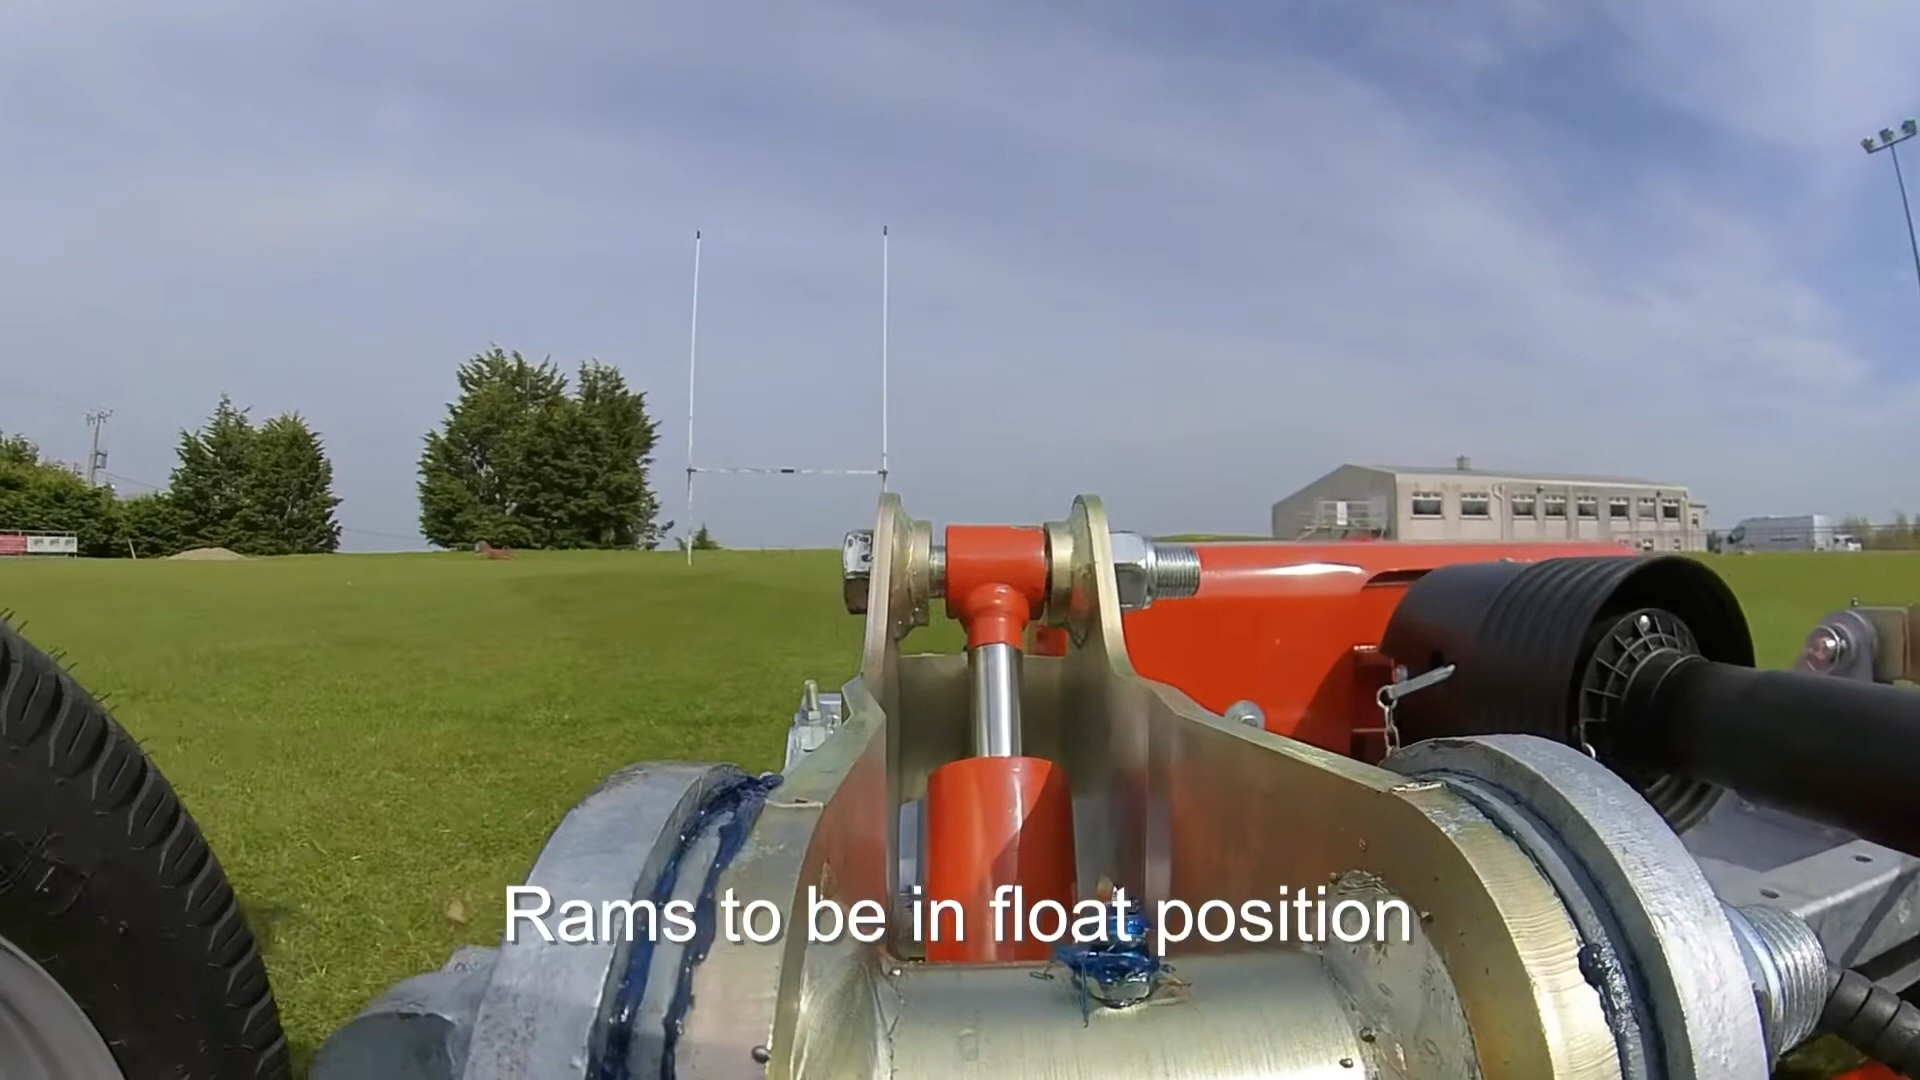 Rams to be in float position